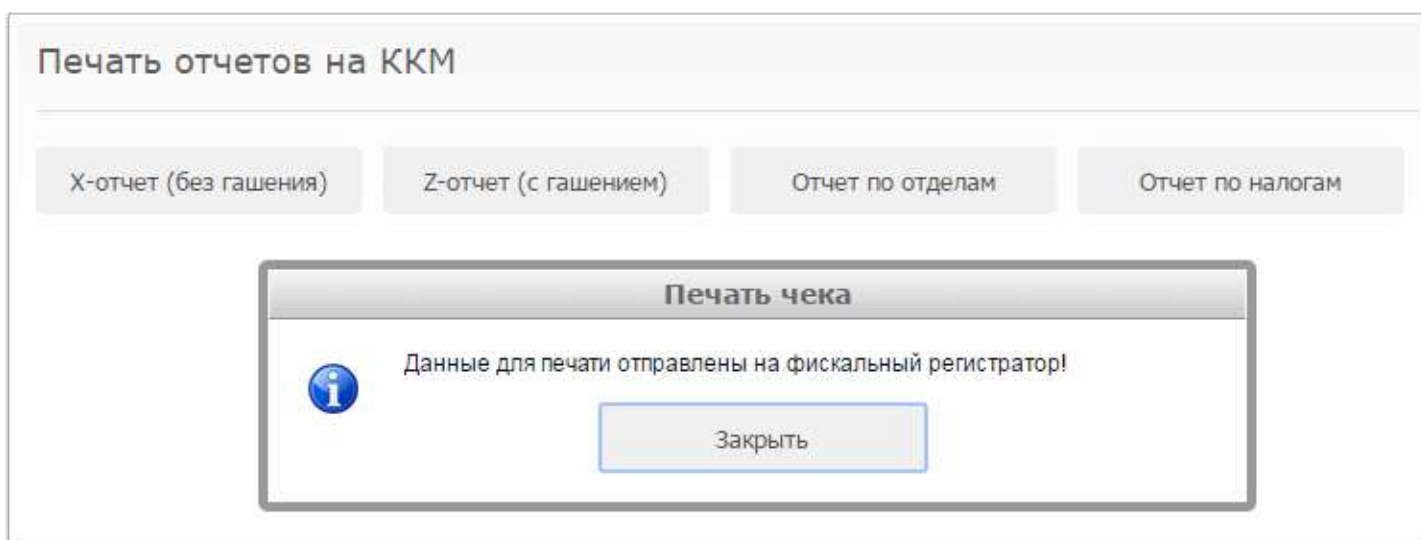 Печать отчетов на ККМ
X-отчет (без гашения)
Z-отчет (с гашением)
Отчет по отделам
Отчет по налогам
Печать чека
Данные для печати отправлены на фискальный регистратор!
Закрыть